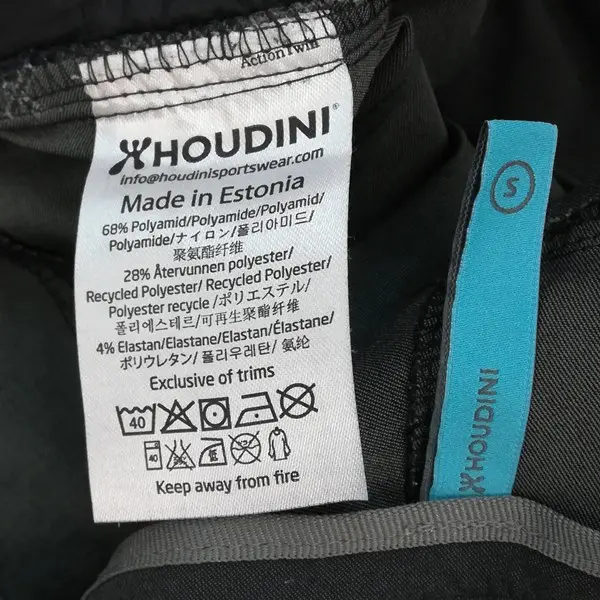 ActionTwin
HOUDINI®
info@houdinisportswear.com
Made in Estonia
68% Polyamid/Polyamide/Polyamid/
Polyamide/ナイロン/폴리아미드/
聚氨酯纤维
28% Återvunnen polyester/
Recycled Polyester/ Recycled Polyester/
Polyester recycle /ポリエステル/
폴리에스테르/可再生聚酯纤维
4% Elastan/Elastane/Elastan/Élastane/
ポリウレタン/ 폴리우레탄/ 氨纶
Exclusive of trims
40
40
Keep away from fire
S
HOUDINI